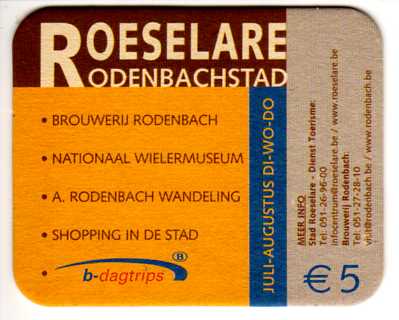 ROESELARE
RODENBACHSTAD
• BROUWERIJ RODENBACH
• NATIONAAL WIELERMUSEUM
• A. RODENBACH WANDELING
• SHOPPING IN DE STAD
• b-dagtrips B
JULI-AUGUSTUS DI-WO-DO
MEER INFO
Stad Roeselare - Dienst Toerisme:
Tel: 051-26-96-00
infocentrum@roeselare.be / www.roeselare.be
Brouwerij Rodenbach:
Tel: 051-27-28-10
visit@rodenbach.be / www.rodenbach.be
€ 5